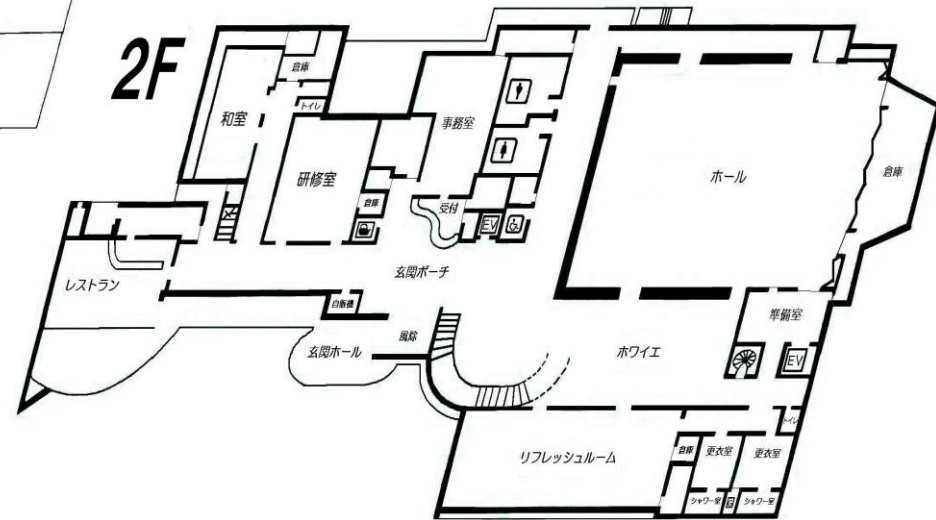 2F
倉庫
トイレ
和室
事務室
研修室
ホール
倉庫
倉庫
受付
EV
玄関ポーチ
レストラン
自販機
風除
玄関ホール
ホワイエ
準備室
EV
トイレ
リフレッシュルーム
倉庫
更衣室
更衣室
シャワー室
シャワー室